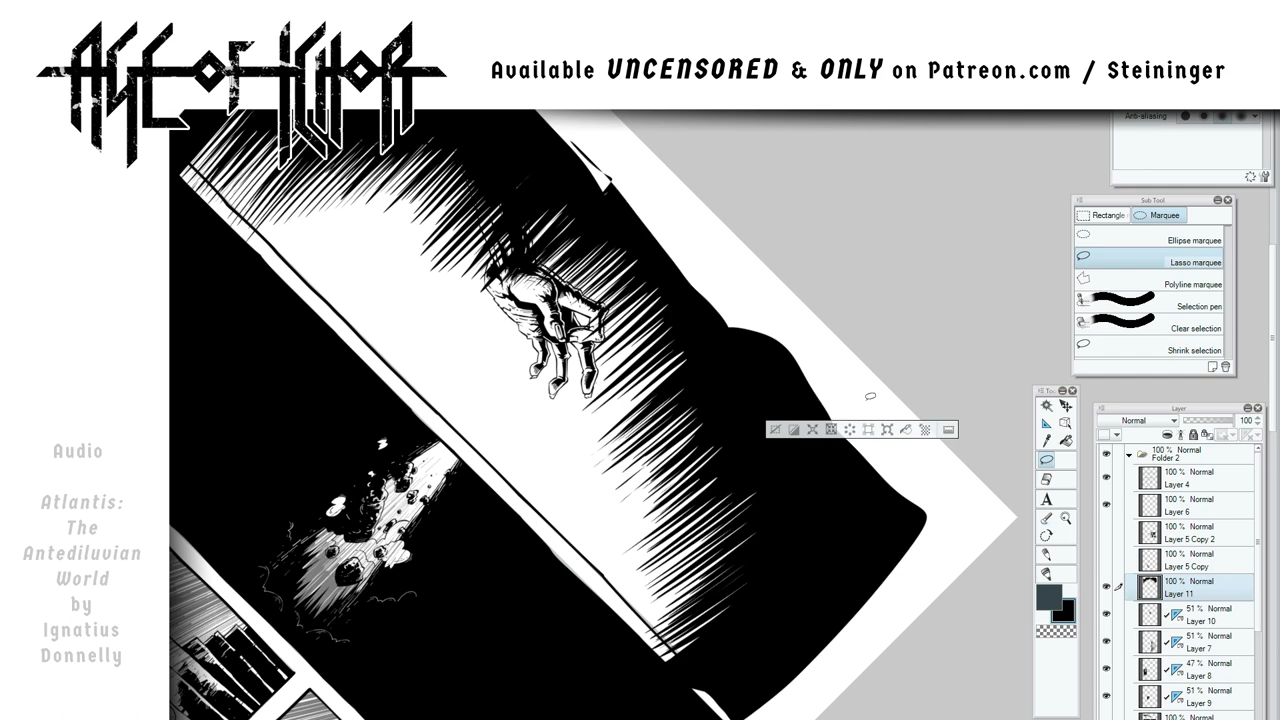 AGE OF ICHOR
Available UNCENSORED & ONLY on Patreon.com / Steininger
Anti-aliasing
Sub Tool
Rectangle
Marquee
Ellipse marquee
Lasso marquee
Polyline marquee
Selection pen
Clear selection
Shrink selection
Layer
Normal
100
100 % Normal
Folder 2
100 % Normal
Layer 4
100 % Normal
Layer 6
100 % Normal
Layer 5 Copy 2
100 % Normal
Layer 5 Copy
100 % Normal
Layer 11
51 % Normal
Layer 10
51 % Normal
Layer 7
47 % Normal
Layer 8
51 % Normal
Layer 9
100 % Normal
Audio
Atlantis:
The
Antediluvian
World
by
Ignatius
Donnelly